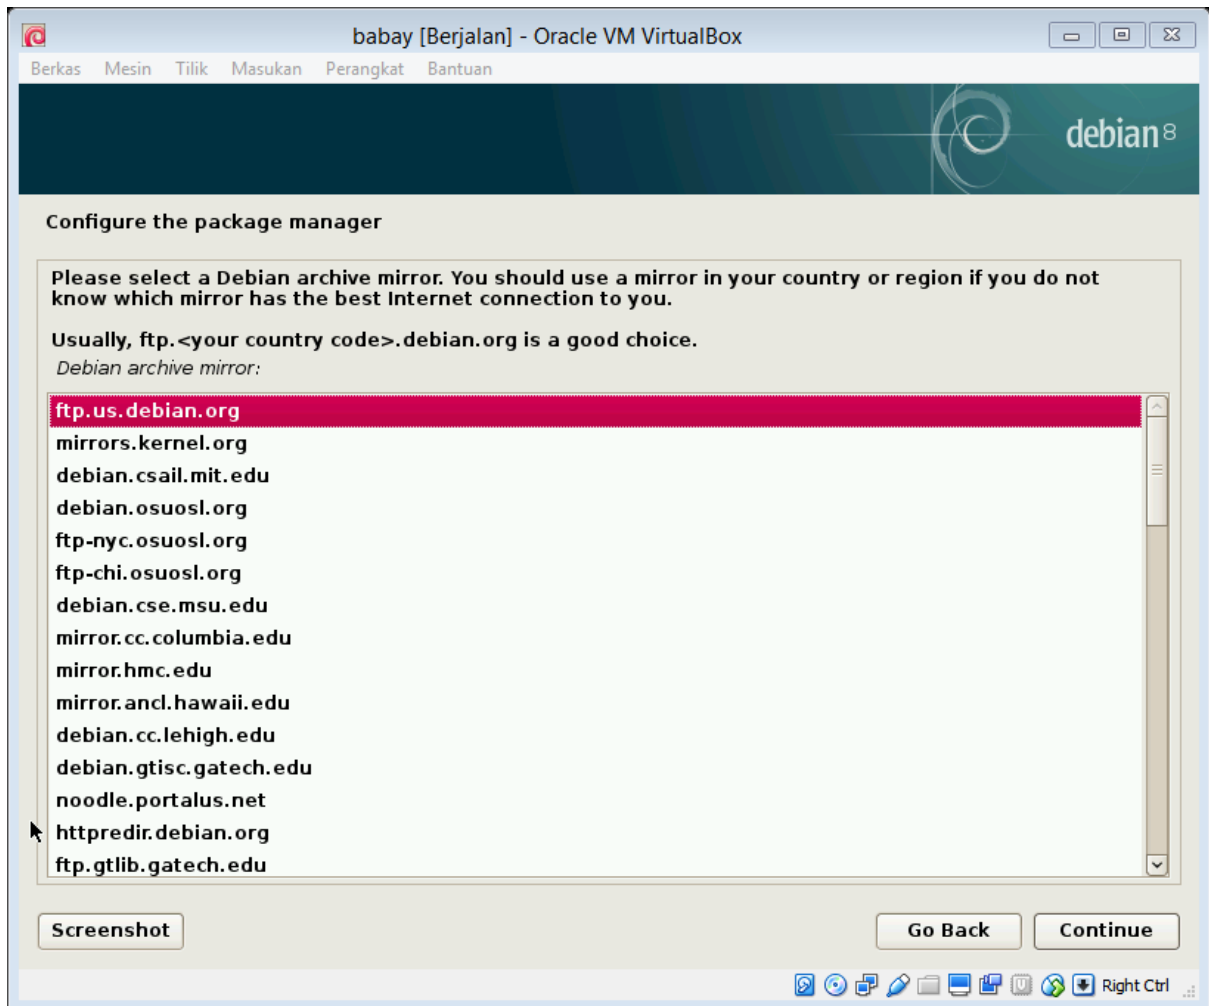 babay [Berjalan] - Oracle VM VirtualBox
Berkas Mesin Tilik Masukan Perangkat Bantuan
debian 8
Configure the package manager
Please select a Debian archive mirror. You should use a mirror in your country or region if you do not
know which mirror has the best Internet connection to you.
Usually, ftp.<your country code>.debian.org is a good choice.
Debian archive mirror:
ftp.us.debian.org
mirrors.kernel.org
debian.csail.mit.edu
debian.osuosl.org
ftp-nyc.osuosl.org
ftp-chi.osuosl.org
debian.cse.msu.edu
mirror.cc.columbia.edu
mirror.hmc.edu
mirror.ancl.hawaii.edu
debian.cc.lehigh.edu
debian.gtisc.gatech.edu
noodle.portalus.net
httpredir.debian.org
ftp.gtlib.gatech.edu
Screenshot Go Back Continue
Right Ctrl